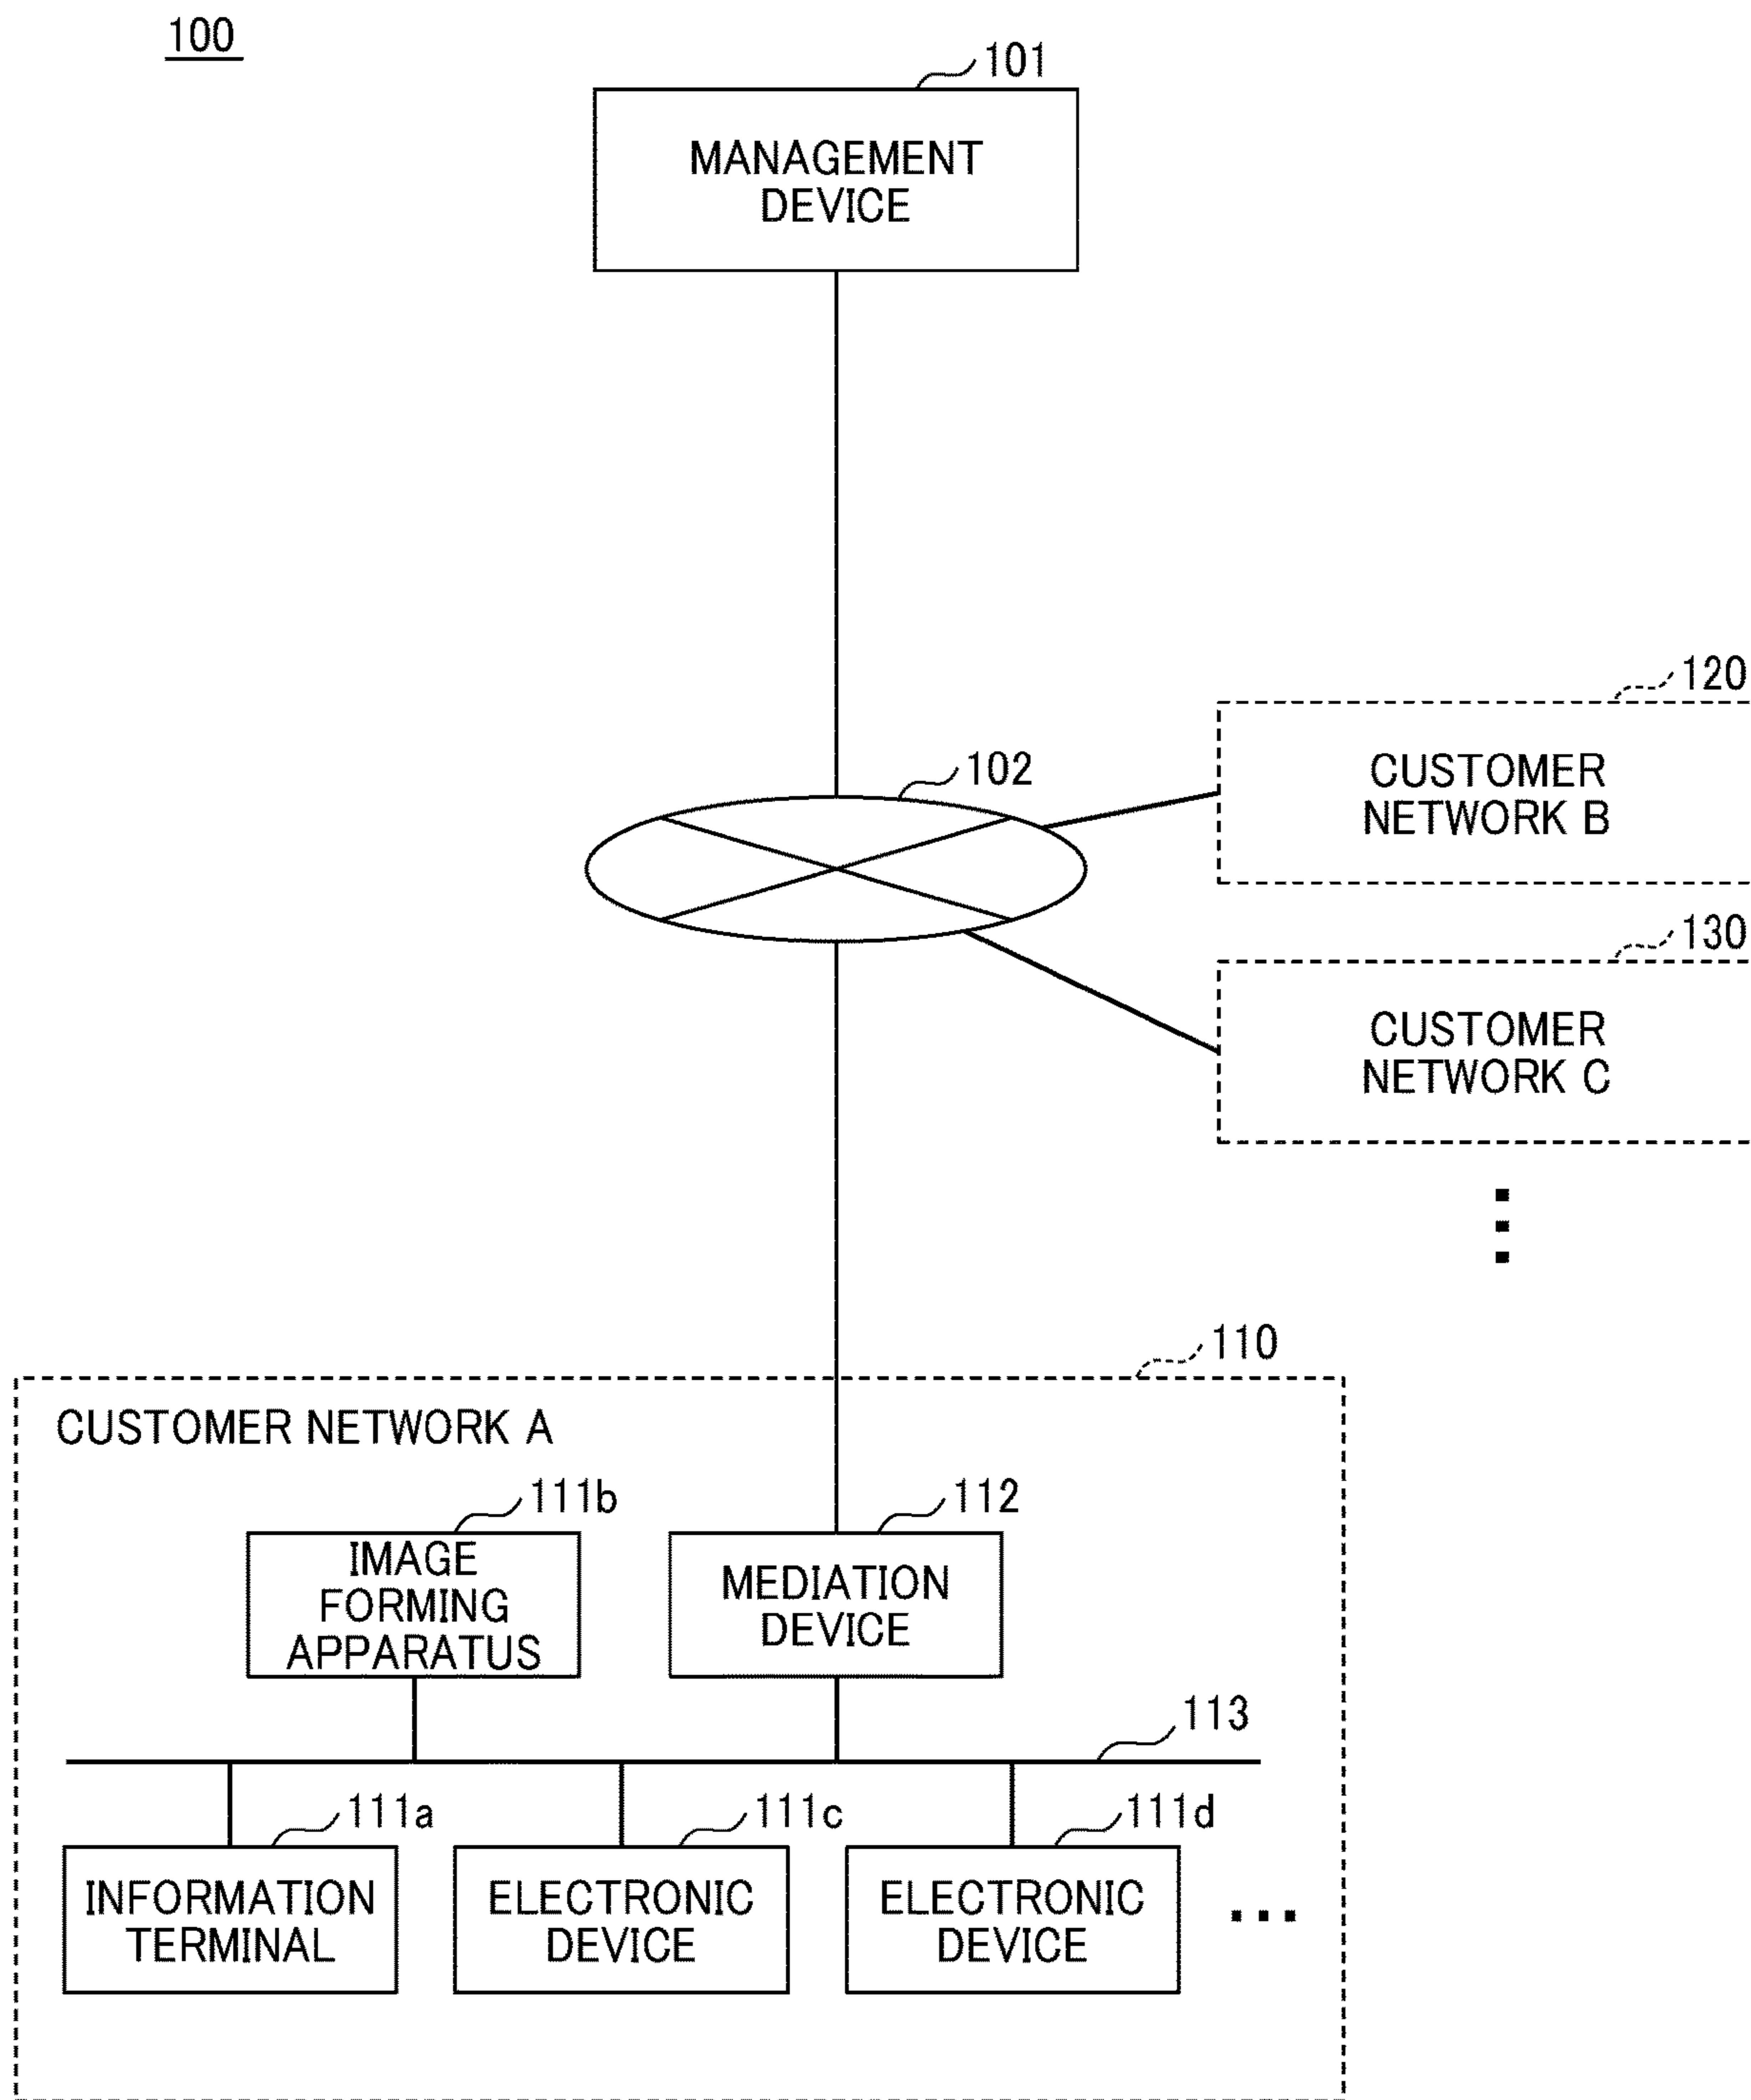 100
101
MANAGEMENT
DEVICE
120
CUSTOMER
NETWORK B
102
130
CUSTOMER
NETWORK C
110
CUSTOMER NETWORK A
111b
IMAGE
FORMING
APPARATUS
112
MEDIATION
DEVICE
113
111a
INFORMATION
TERMINAL
111c
ELECTRONIC
DEVICE
111d
ELECTRONIC
DEVICE